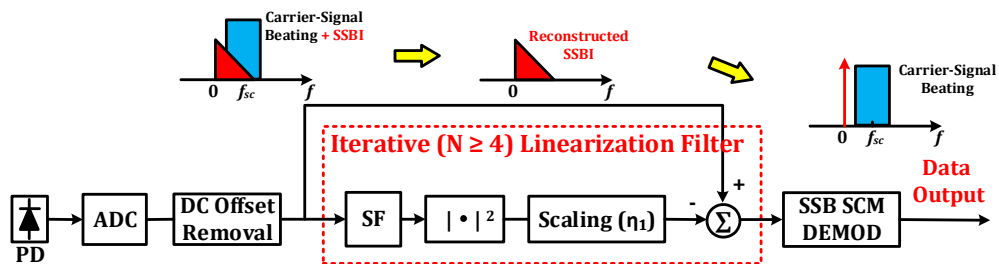 Carrier-Signal
Beating + SSBI
0
fsc
f
Reconstructed
SSBI
0
f
Carrier-Signal
Beating
0
fsc
f
Iterative (N ≥ 4) Linearization Filter
PD
ADC
DC Offset
Removal
SF
| • | ²
Scaling (η₁)
-
+
Σ
SSB SCM
DEMOD
Data
Output